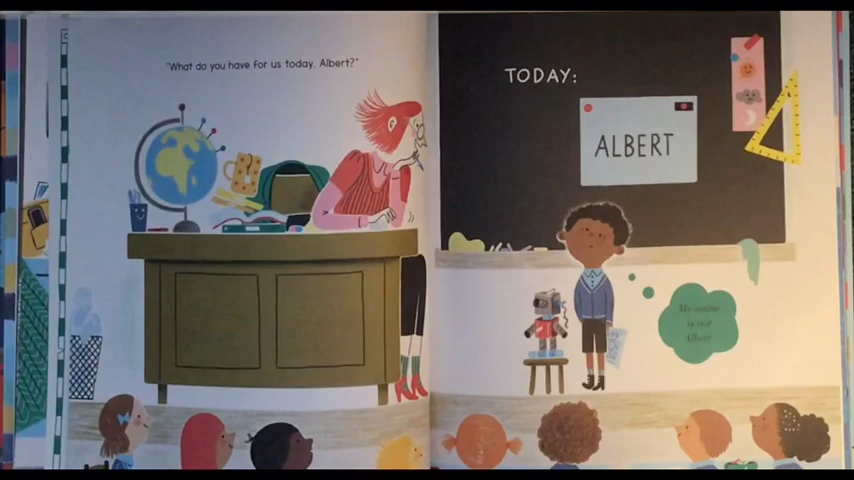 "What do you have for us today, Albert?"
TODAY:
ALBERT
My name
is not
Albert